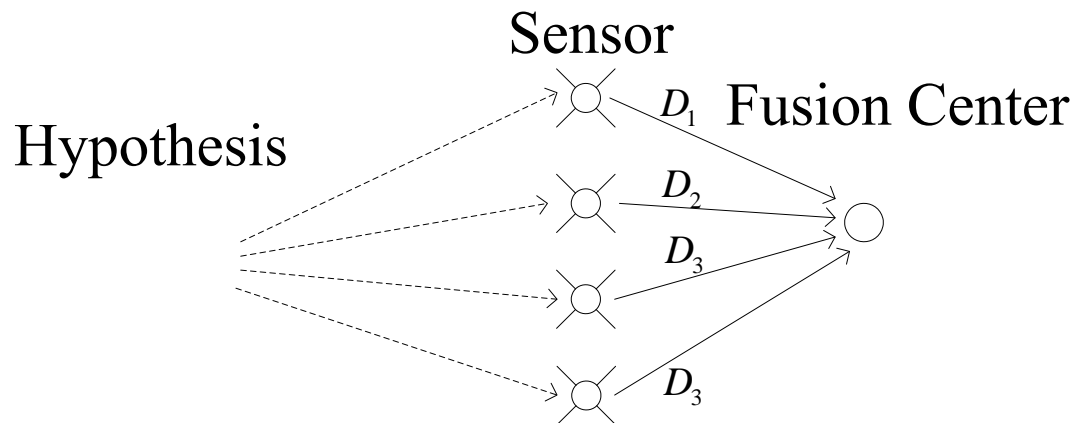 Sensor
Fusion Center
Hypothesis
D₁
D₂
D₃
D₃